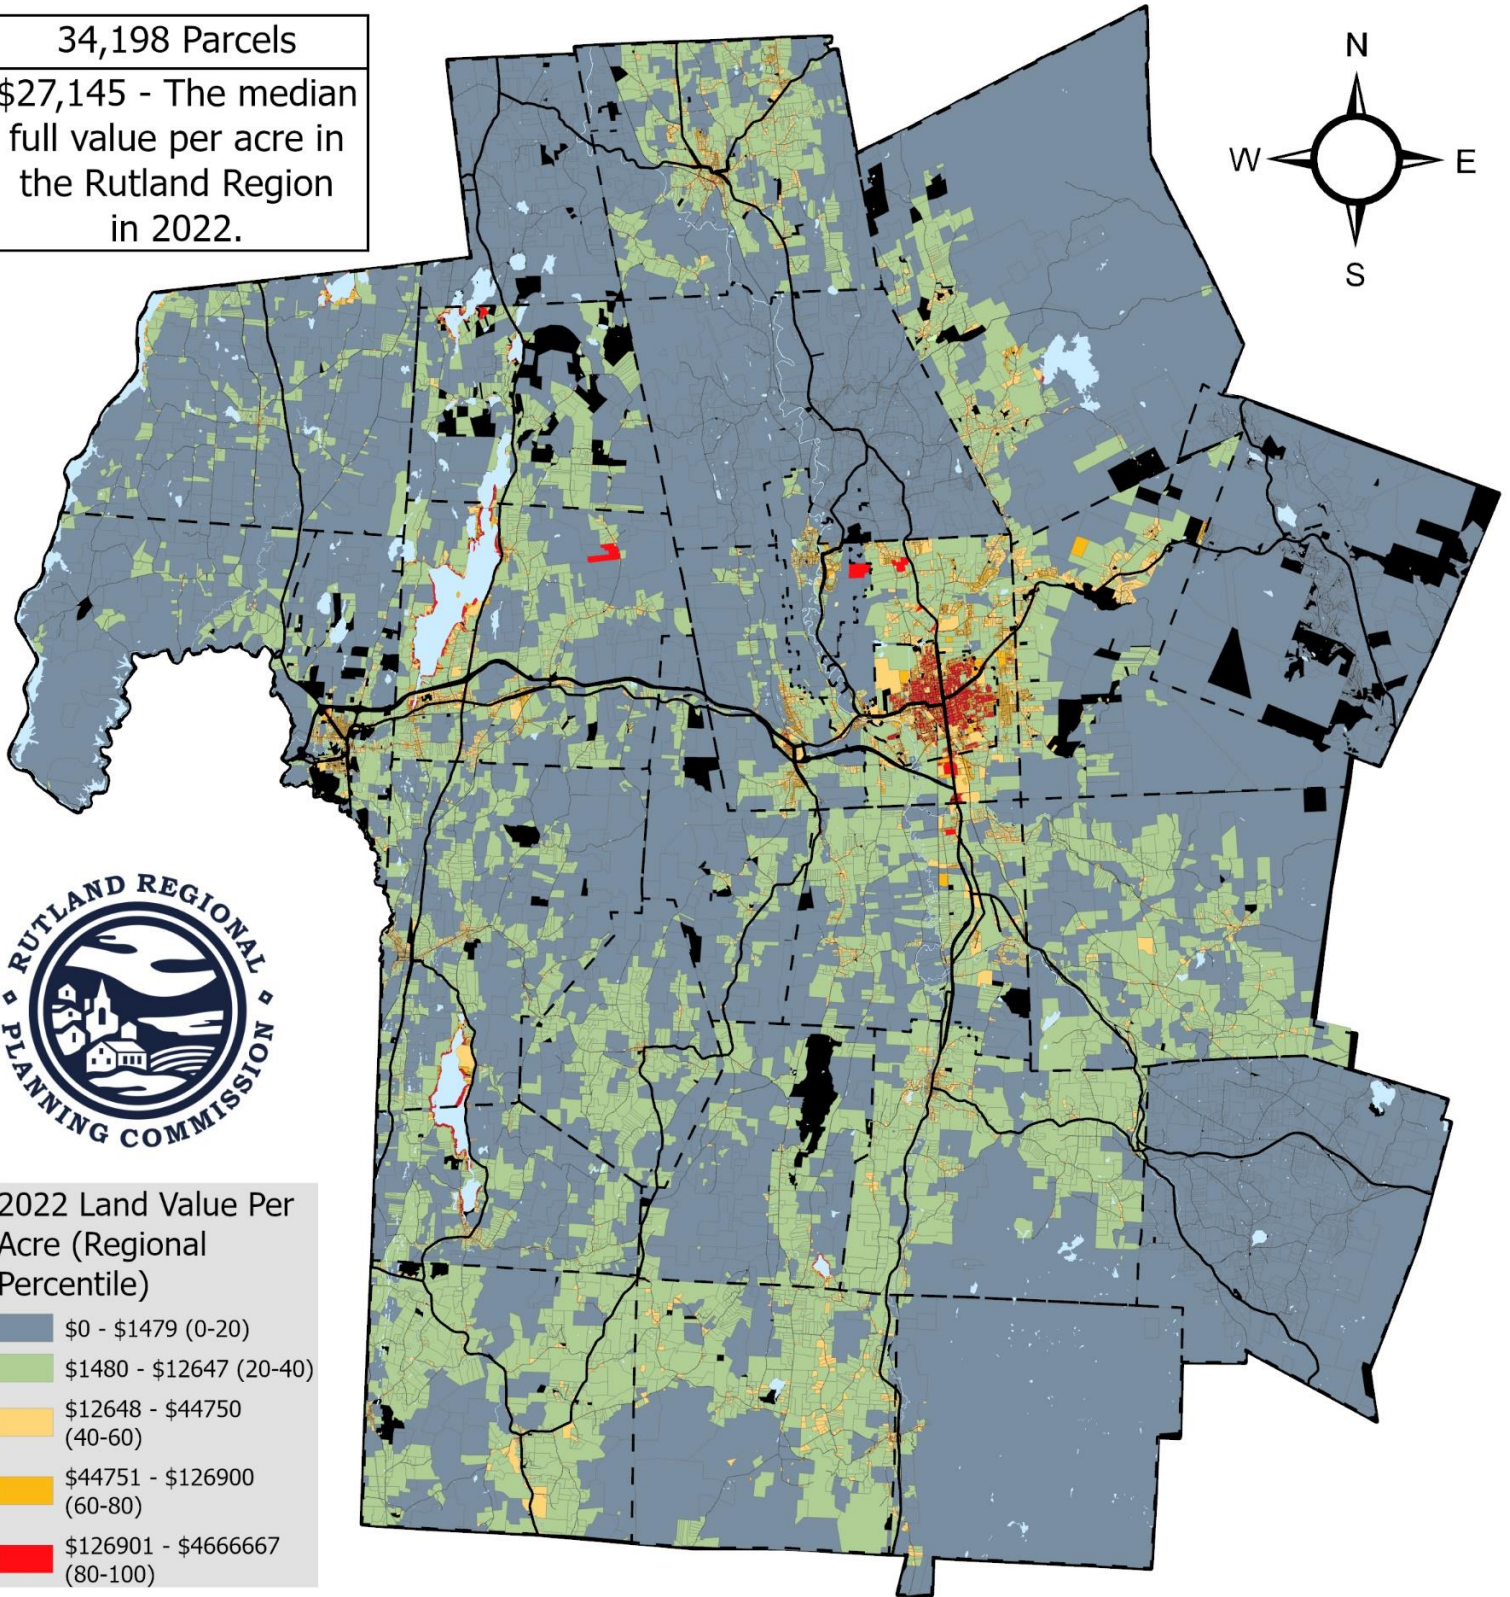 34,198 Parcels
$27,145 - The median
full value per acre in
the Rutland Region
in 2022.
N
W
E
S
RUTLAND REGIONAL
PLANNING COMMISSION
2022 Land Value Per
Acre (Regional
Percentile)
$0 - $1479 (0-20)
$1480 - $12647 (20-40)
$12648 - $44750
(40-60)
$44751 - $126900
(60-80)
$126901 - $4666667
(80-100)